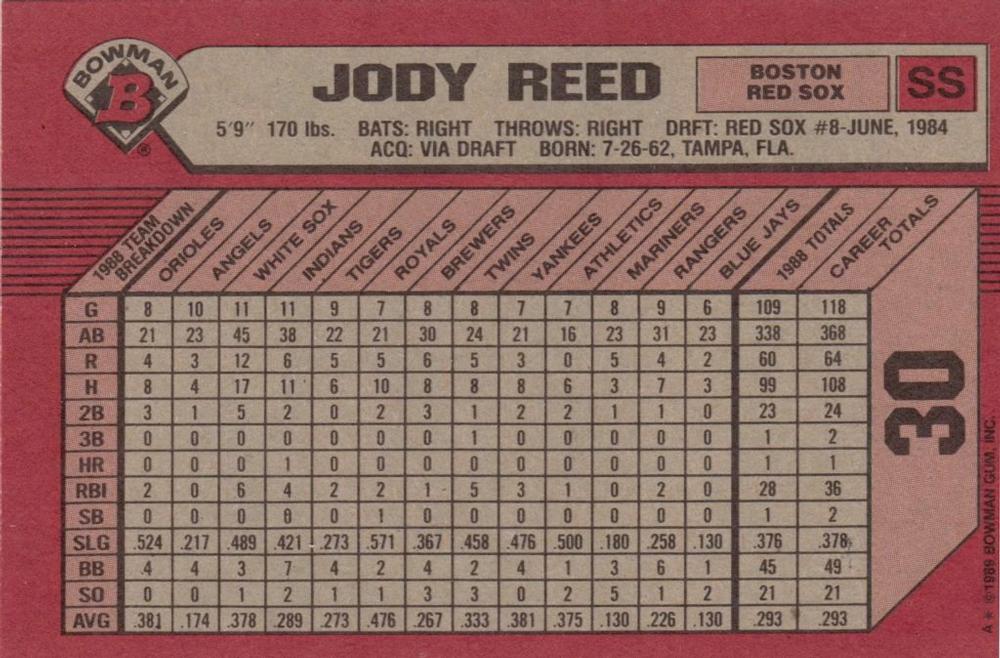 BOWMAN
B
®
JODY REED
BOSTON
RED SOX
SS
5'9" 170 lbs. BATS: RIGHT THROWS: RIGHT DRFT: RED SOX #8-JUNE, 1984
ACQ: VIA DRAFT BORN: 7-26-62, TAMPA, FLA.
1988 TEAM
BREAKDOWN
ORIOLES
ANGELS
WHITE SOX
INDIANS
TIGERS
ROYALS
BREWERS
TWINS
YANKEES
ATHLETICS
MARINERS
RANGERS
BLUE JAYS
1988 TOTALS
CAREER
TOTALS
G 8 10 11 11 9 7 8 8 7 7 8 9 6 109 118
AB 21 23 45 38 22 21 30 24 21 16 23 31 23 338 368
R 4 3 12 6 5 5 6 5 3 0 5 4 2 60 64
H 8 4 17 11 6 10 8 8 8 6 3 7 3 99 108
2B 3 1 5 2 0 2 3 1 2 2 1 1 0 23 24
3B 0 0 0 0 0 0 0 1 0 0 0 0 0 1 2
HR 0 0 0 1 0 0 0 0 0 0 0 0 0 1 1
RBI 2 0 6 4 2 2 1 5 3 1 0 2 0 28 36
SB 0 0 0 0 0 1 0 0 0 0 0 0 0 1 2
SLG .524 .217 .489 .421 .273 .571 .367 .458 .476 .500 .180 .258 .130 .376 .378
BB 4 4 3 7 4 2 4 2 4 1 3 6 1 45 49
SO 0 0 1 2 1 1 3 3 0 2 5 1 2 21 21
AVG .381 .174 .378 .289 .273 .476 .267 .333 .381 .375 .130 .226 .130 .293 .293
30
A * ©1989 BOWMAN GUM, INC.